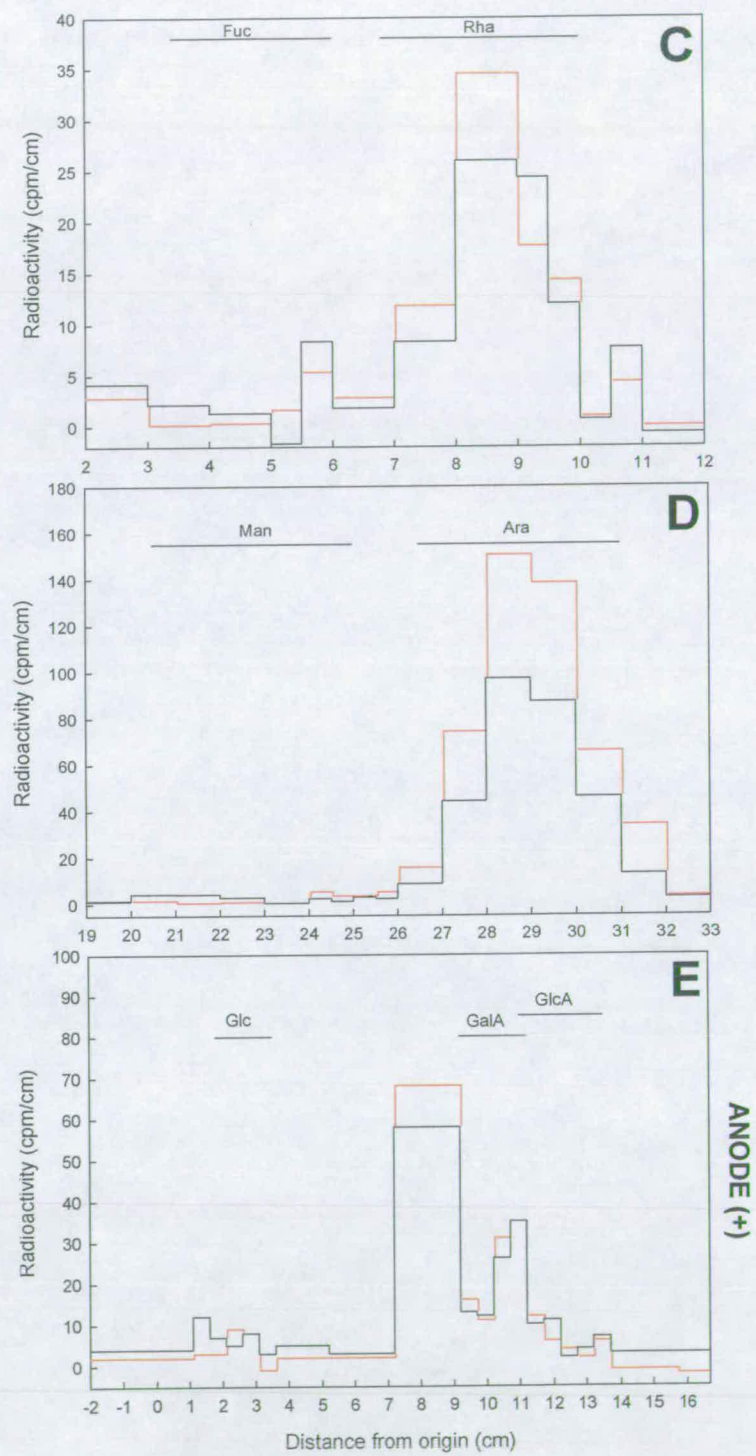 C
Fuc Rha
Radioactivity (cpm/cm)
40
35
30
25
20
15
10
5
0
2 3 4 5 6 7 8 9 10 11 12
D
Man Ara
Radioactivity (cpm/cm)
180
160
140
120
100
80
60
40
20
0
19 20 21 22 23 24 25 26 27 28 29 30 31 32 33
E
Glc GalA GlcA
Radioactivity (cpm/cm)
100
90
80
70
60
50
40
30
20
10
0
-2 -1 0 1 2 3 4 5 6 7 8 9 10 11 12 13 14 15 16
Distance from origin (cm)
ANODE (+)